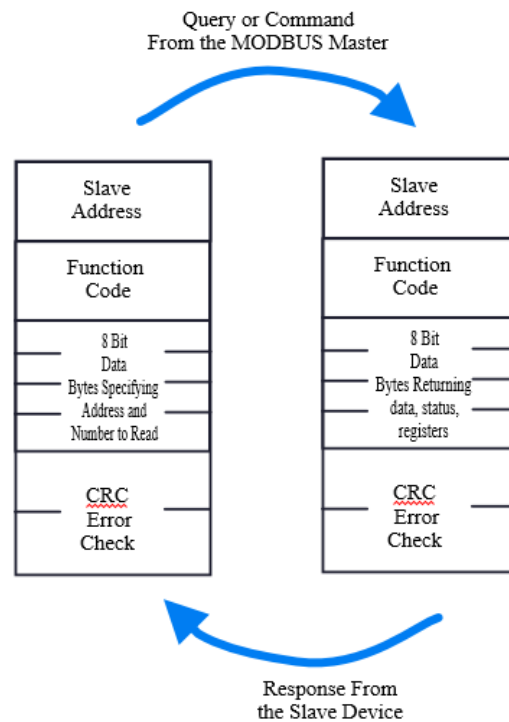 Query or Command
From the MODBUS Master
Slave
Address
Function
Code
8 Bit
Data
Bytes Specifying
Address and
Number to Read
CRC
Error
Check
Slave
Address
Function
Code
8 Bit
Data
Bytes Returning
data, status,
registers
CRC
Error
Check
Response From
the Slave Device